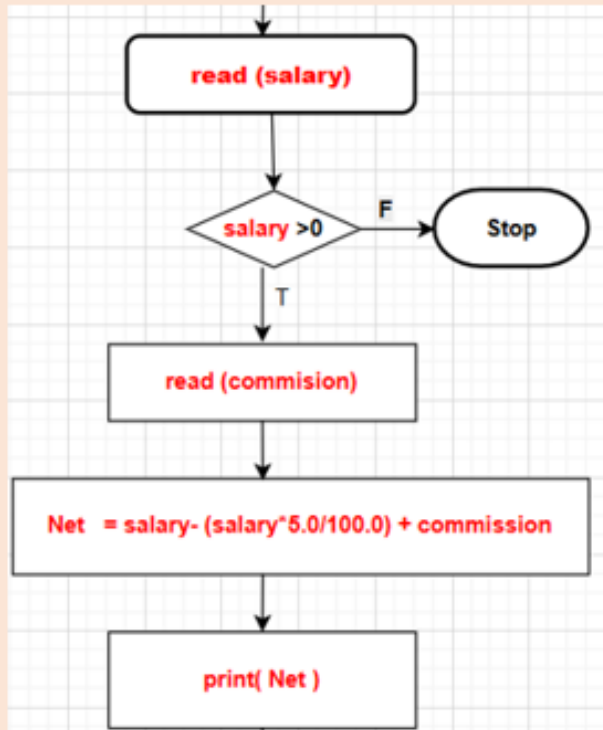 read (salary)
salary >0
F
Stop
T
read (commision)
Net = salary- (salary*5.0/100.0) + commission
print( Net )